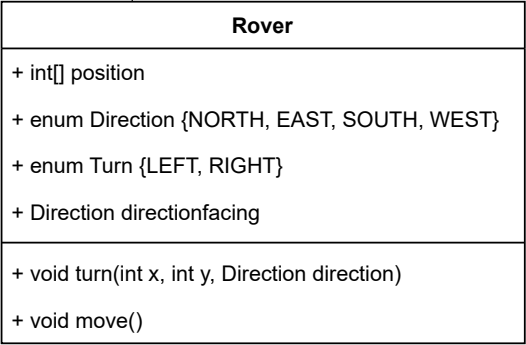 Rover
+ int[] position
+ enum Direction {NORTH, EAST, SOUTH, WEST}
+ enum Turn {LEFT, RIGHT}
+ Direction directionfacing
+ void turn(int x, int y, Direction direction)
+ void move()